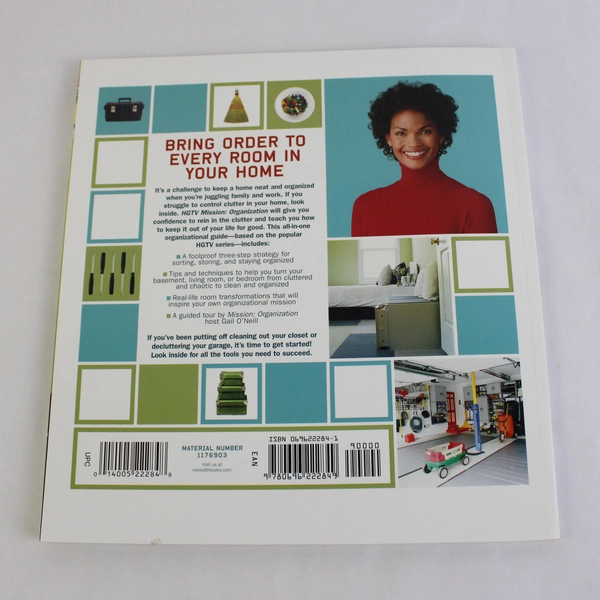 BRING ORDER TO
EVERY ROOM IN
YOUR HOME
It's a challenge to keep a home neat and organized
when you're juggling family and work. If you
struggle to control clutter in your home, look
inside. HGTV Mission: Organization will give you
confidence to rein in the clutter and teach you how
to keep it out of your life for good. This all-in-one
organizational guide—based on the popular
HGTV series—includes:
A foolproof three-step strategy for
sorting, storing, and staying organized
Tips and techniques to help you turn your
basement, living room, or bedroom from cluttered
and chaotic to clean and organized
Real-life room transformations that will
inspire your own organizational mission
A guided tour by Mission: Organization
host Gail O'Neill
If you've been putting off cleaning out your closet or
decluttering your garage, it's time to get started!
Look inside for all the tools you need to succeed.
UPC
0 14005 22284 8
MATERIAL NUMBER
1176903
Visit us at
meredithbooks.com
EAN
ISBN 0696222841-1
90000
9 780696 222849